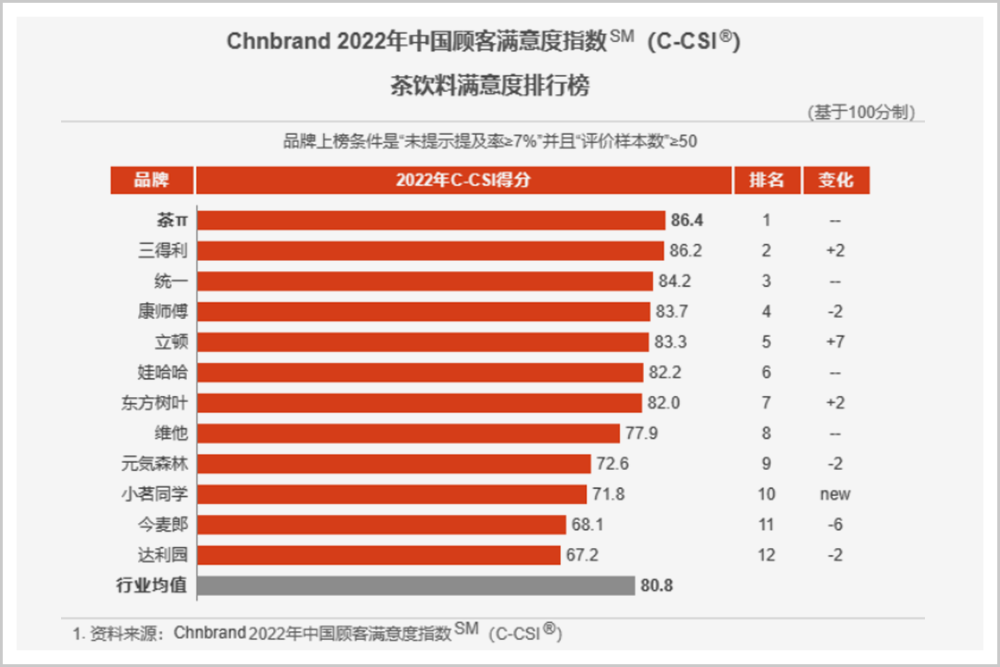 Chnbrand 2022年中国顾客满意度指数SM（C-CSI®）
茶饮料满意度排行榜
（基于100分制）
品牌上榜条件是“未提示提及率≥7%”并且“评价样本数”≥50
品牌 2022年C-CSI得分 排名 变化
茶π 86.4 1 --
三得利 86.2 2 +2
统一 84.2 3 --
康师傅 83.7 4 -2
立顿 83.3 5 +7
娃哈哈 82.2 6 --
东方树叶 82.0 7 +2
维他 77.9 8 --
元気森林 72.6 9 -2
小茗同学 71.8 10 new
今麦郎 68.1 11 -6
达利园 67.2 12 -2
行业均值 80.8
1. 资料来源：Chnbrand 2022年中国顾客满意度指数SM（C-CSI®）